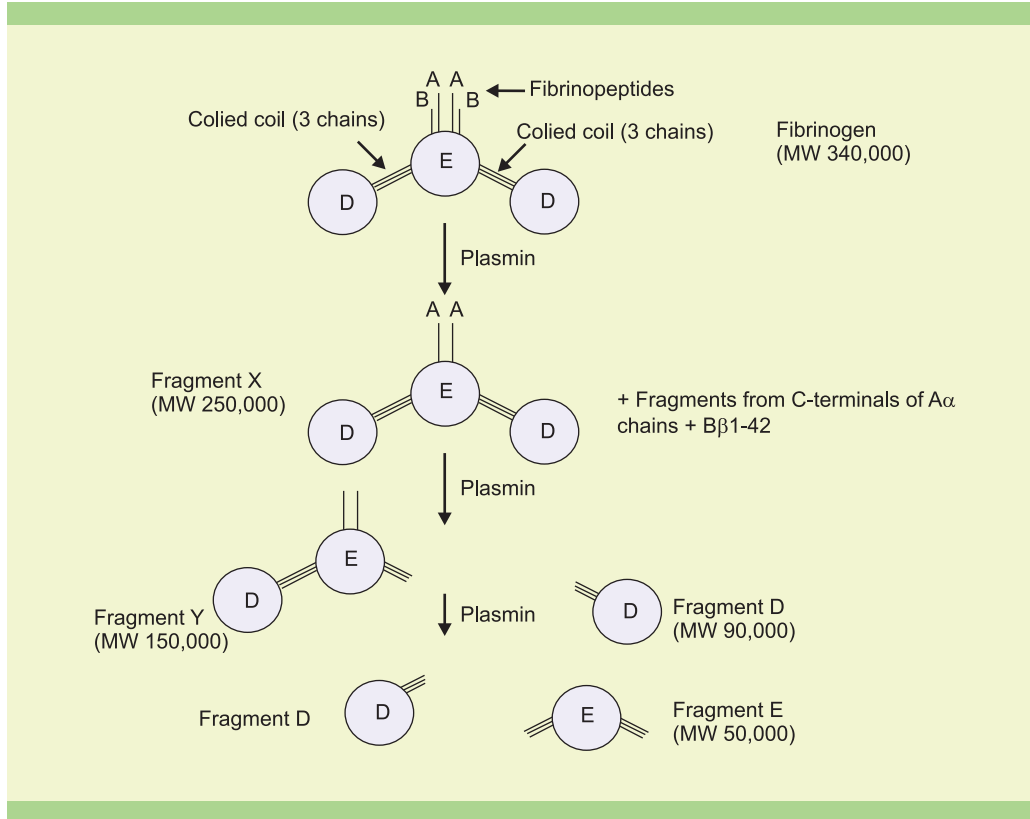 A A
B B
Fibrinopeptides
Colied coil (3 chains)
Colied coil (3 chains)
Fibrinogen
(MW 340,000)
E
D
D
Plasmin
A A
Fragment X
(MW 250,000)
E
D
D
+ Fragments from C-terminals of Aα
chains + Bβ1-42
Plasmin
E
D
Fragment Y
(MW 150,000)
Plasmin
D
Fragment D
(MW 90,000)
Fragment D
D
E
Fragment E
(MW 50,000)